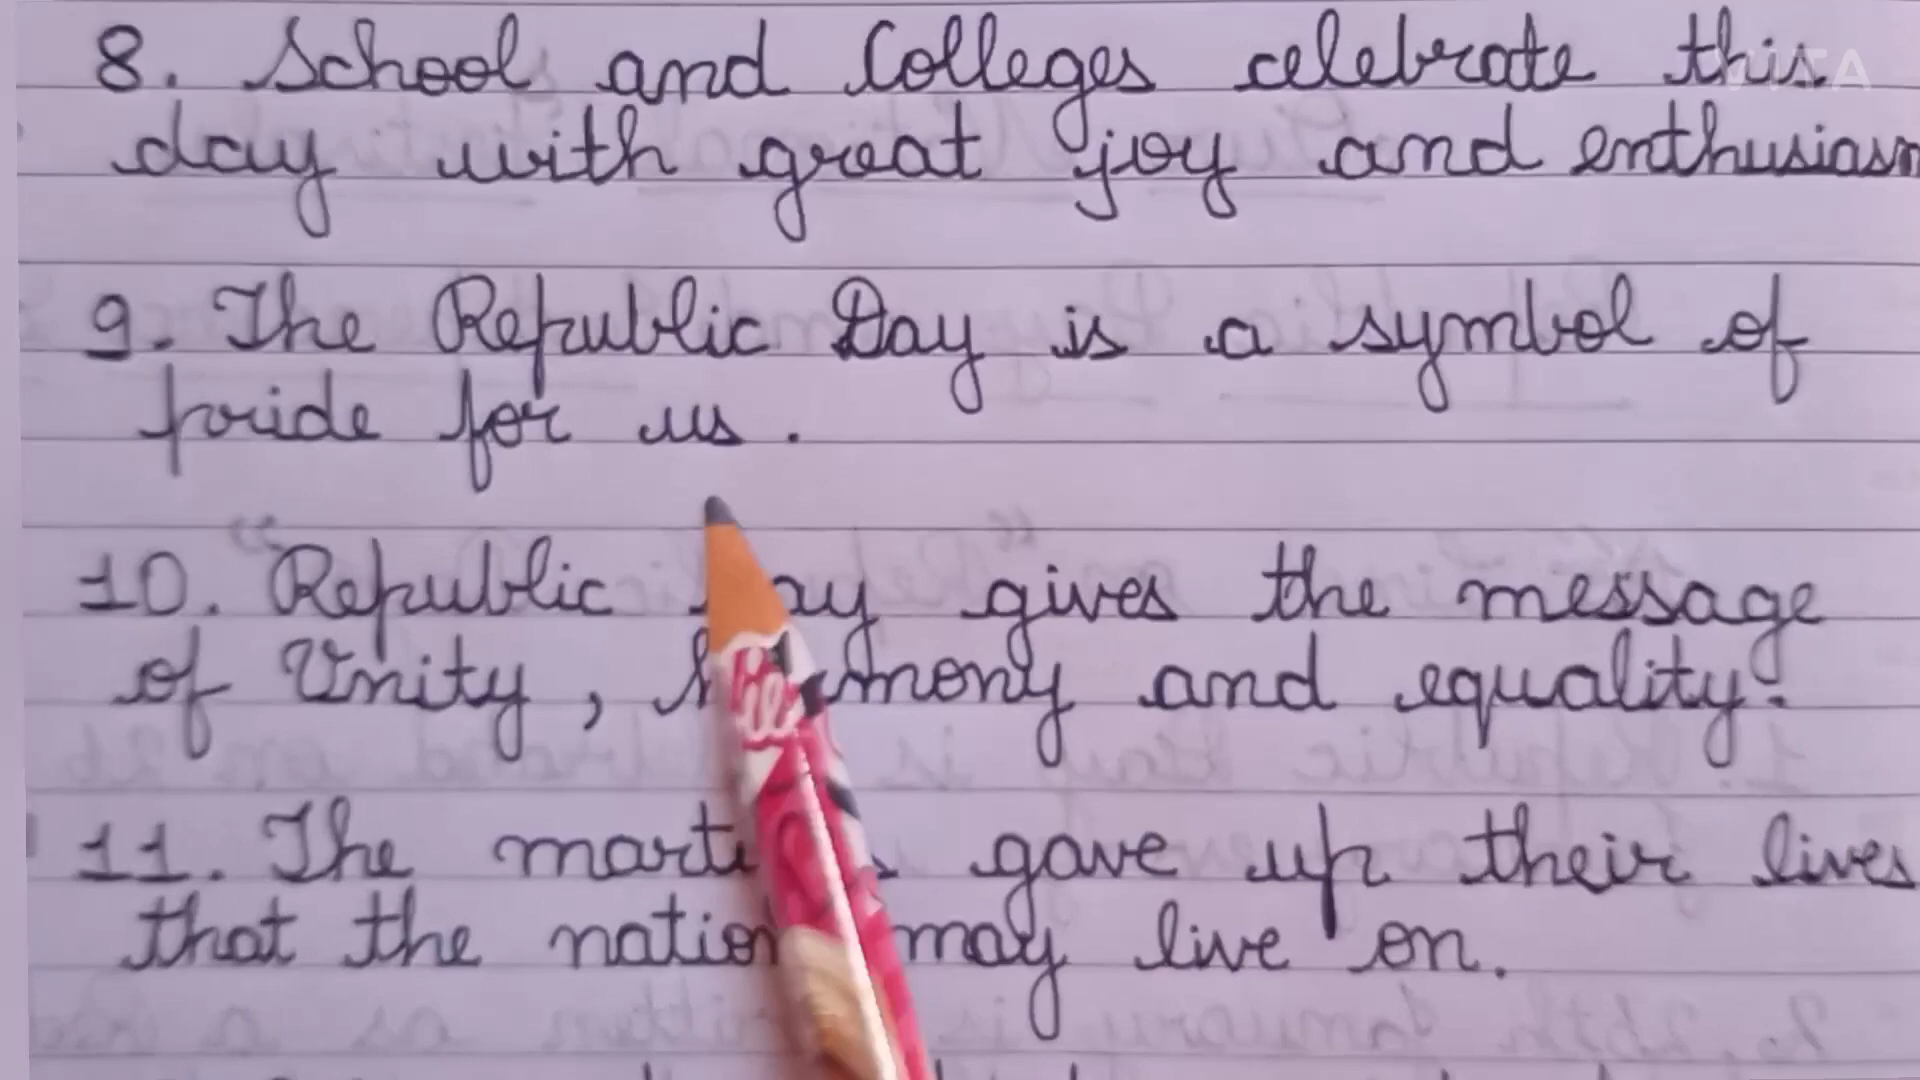 8. School and Colleges celebrate this
day with great joy and enthusiasm
9. The Republic Day is a symbol of
pride for us.
10. Republic gives the message
of Unity, and equality.
11. The gave up their lives
that the nation may live on.
VITA